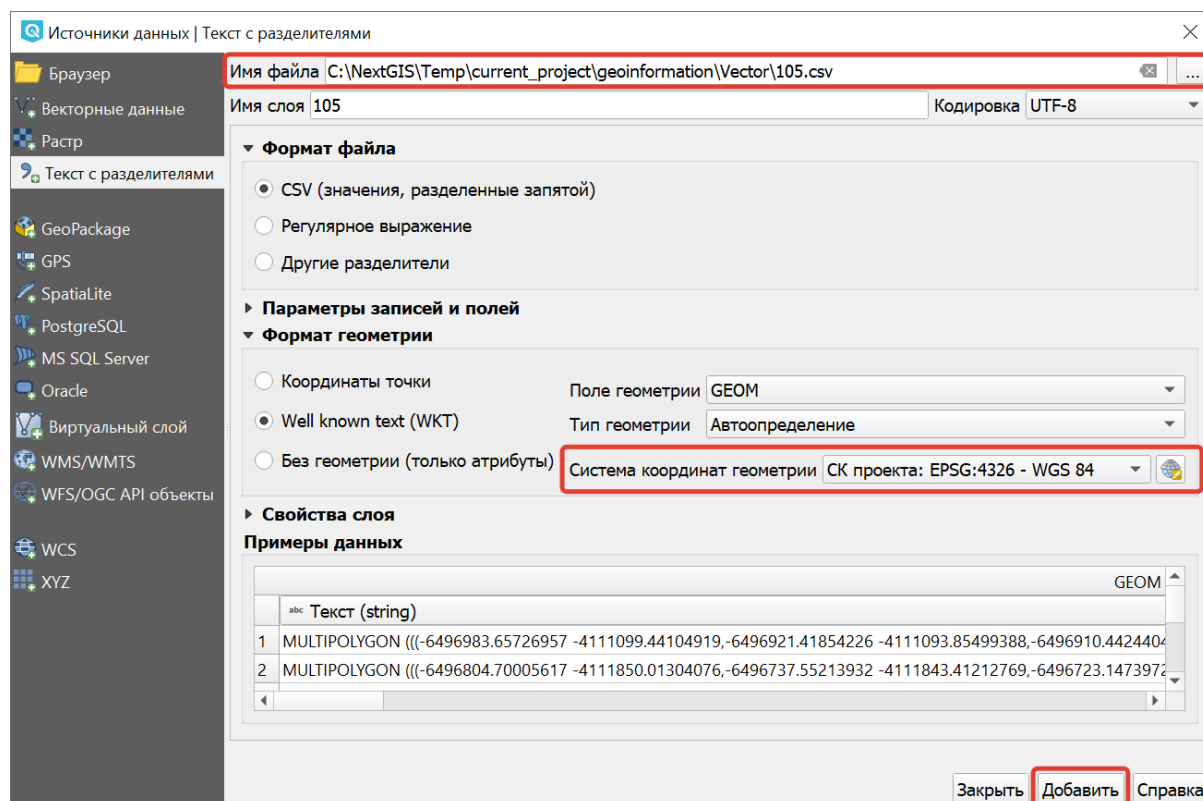 Источники данных | Текст с разделителями
Браузер
Векторные данные
Растр
Текст с разделителями
GeoPackage
GPS
SpatiaLite
PostgreSQL
MS SQL Server
Oracle
Виртуальный слой
WMS/WMTS
WFS/OGC API объекты
WCS
XYZ
Имя файла C:\NextGIS\Temp\current_project\geoinformation\Vector\105.csv ...
Имя слоя 105 Кодировка UTF-8
Формат файла
CSV (значения, разделенные запятой)
Регулярное выражение
Другие разделители
Параметры записей и полей
Формат геометрии
Координаты точки
Well known text (WKT)
Без геометрии (только атрибуты)
Поле геометрии GEOM
Тип геометрии Автоопределение
Система координат геометрии СК проекта: EPSG:4326 - WGS 84
Свойства слоя
Примеры данных
GEOM
abc Текст (string)
1 MULTIPOLYGON (((-6496983.65726957 -4111099.44104919,-6496921.41854226 -4111093.85499388,-6496910.4424404
2 MULTIPOLYGON (((-6496804.70005617 -4111850.01304076,-6496737.55213932 -4111843.41212769,-6496723.1473972
Закрыть Добавить Справка